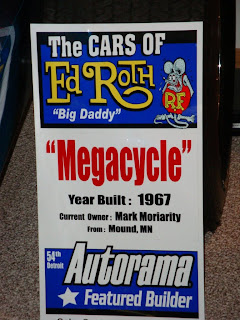 The CARS OF
Ed Roth
"Big Daddy"
RF
"Megacycle"
Year Built : 1967
Current Owner : Mark Moriarity
From : Mound, MN
54th
Detroit
Autorama
Featured Builder